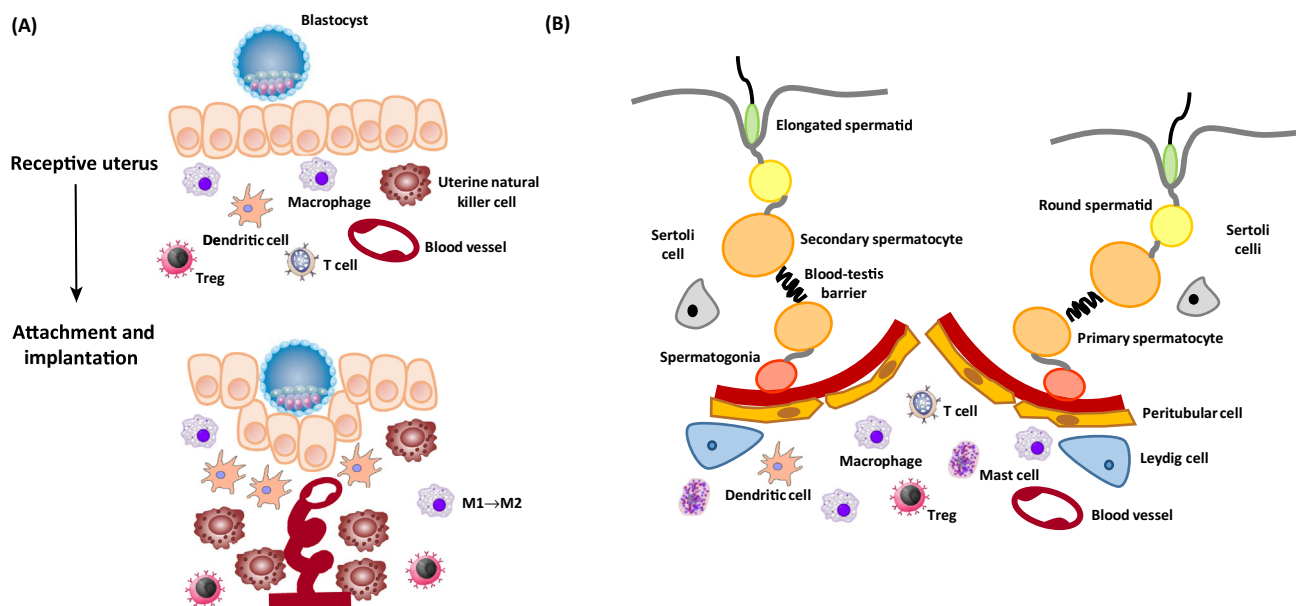 (A)
Blastocyst
Receptive uterus
Macrophage
Uterine natural
killer cell
Dendritic cell
Blood vessel
Treg
T cell
Attachment and
implantation
M1→M2
(B)
Elongated spermatid
Round spermatid
Sertoli
cell
Secondary spermatocyte
Sertoli
celli
Blood-testis
barrier
Primary spermatocyte
Spermatogonia
T cell
Peritubular cell
Macrophage
Leydig cell
Mast cell
Dendritic cell
Treg
Blood vessel